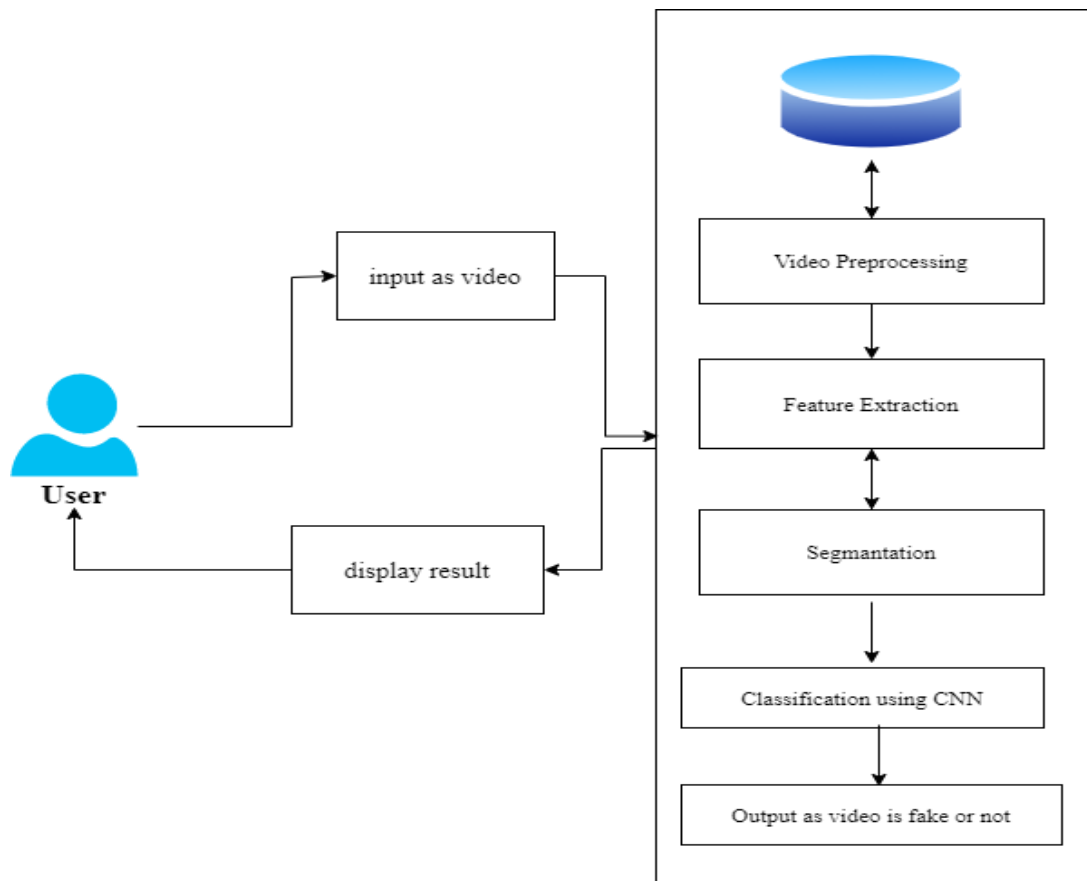 input as video
User
display result
Video Preprocessing
Feature Extraction
Segmantation
Classification using CNN
Output as video is fake or not